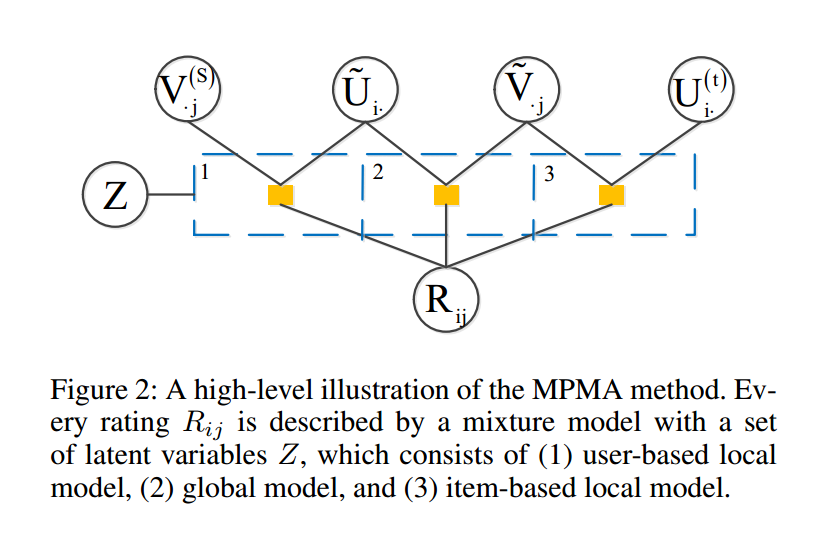 V.j(S) Ũi. Ṽ.j Ui.(t)
1 2 3
Z
Rij
Figure 2: A high-level illustration of the MPMA method. Ev-
ery rating Rij is described by a mixture model with a set
of latent variables Z, which consists of (1) user-based local
model, (2) global model, and (3) item-based local model.